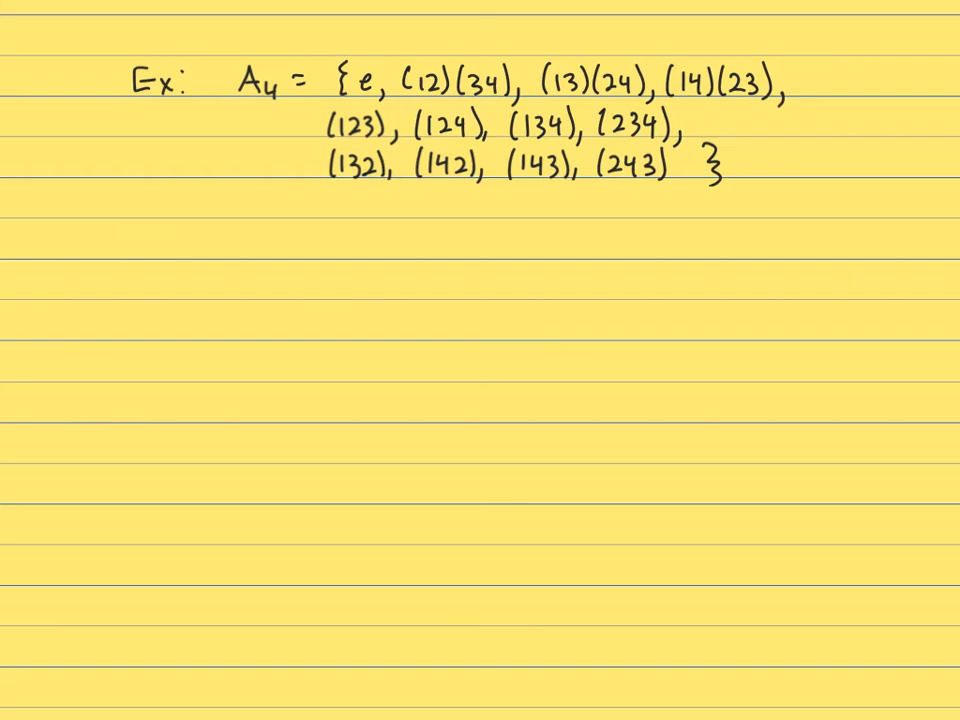 Ex: A₄ = { e, (12)(34), (13)(24), (14)(23),
(123), (124), (134), (234),
(132), (142), (143), (243) }